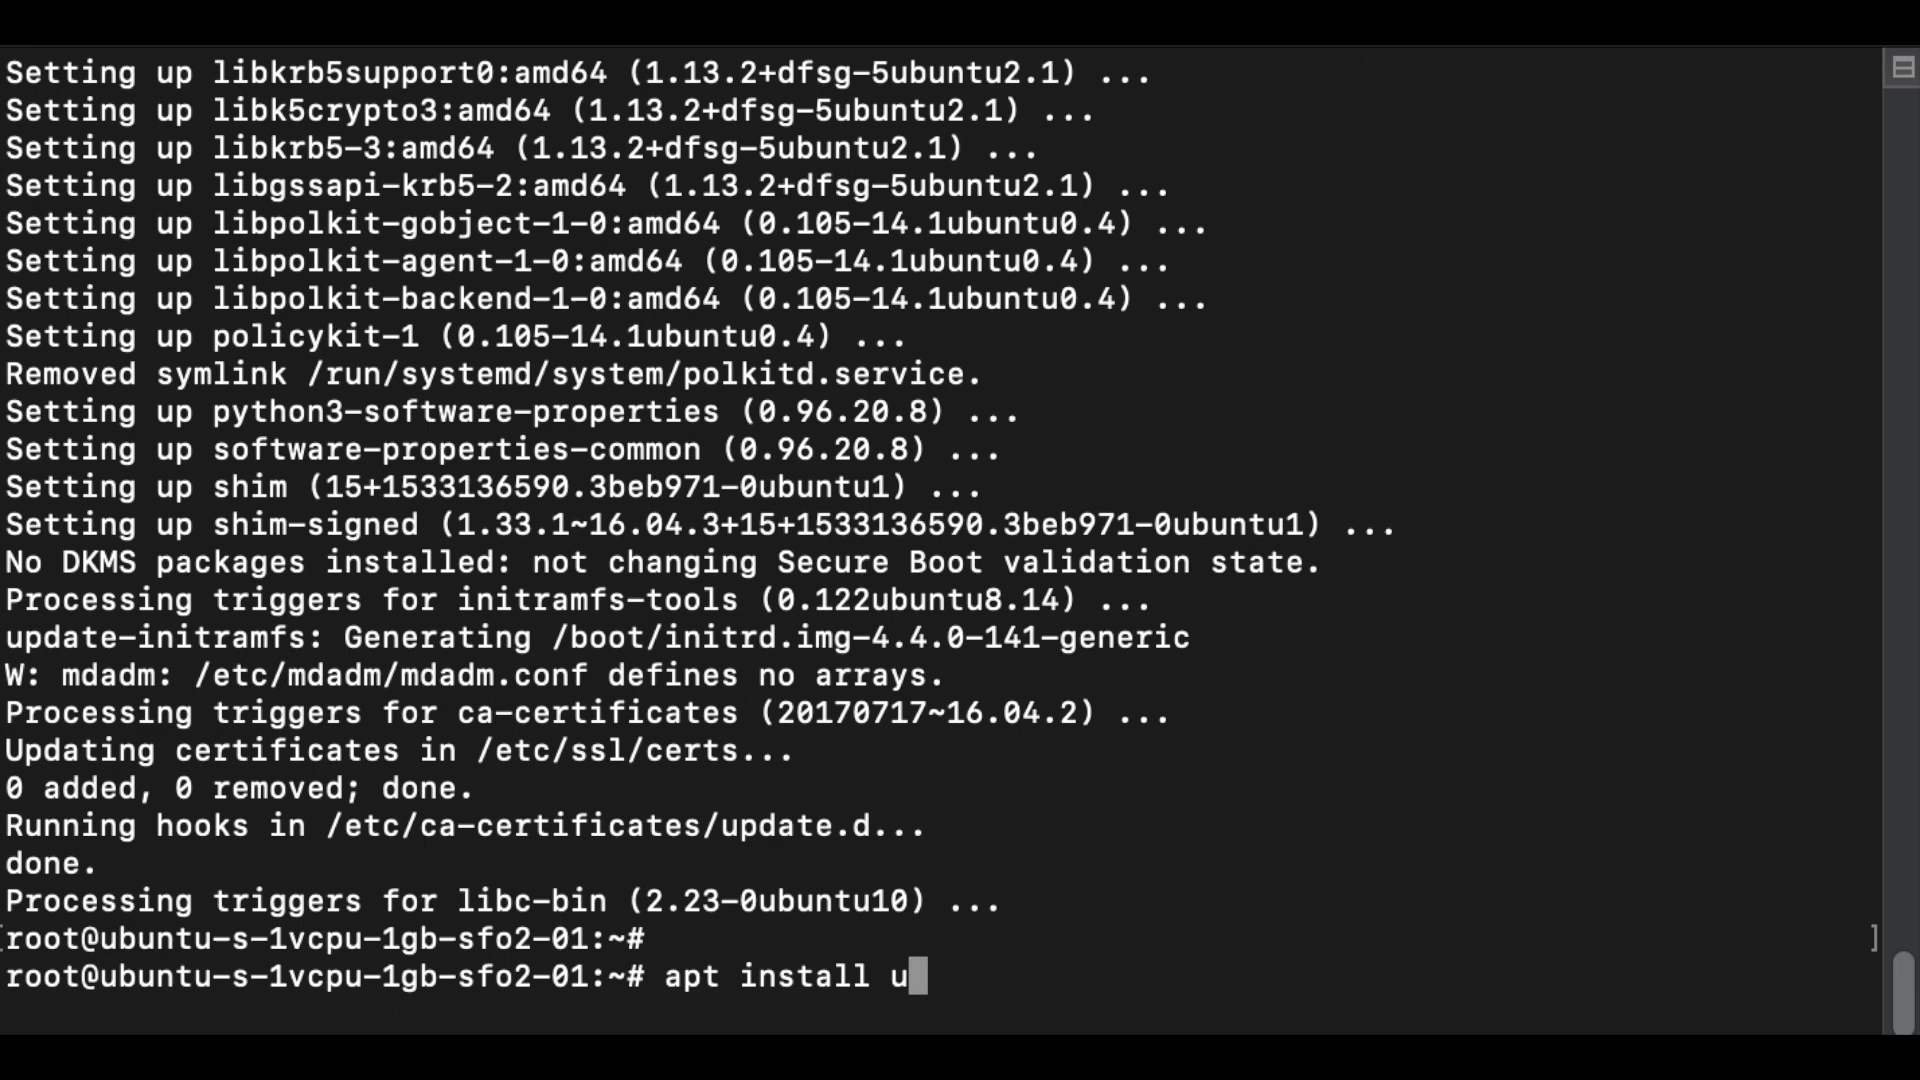 Setting up libkrb5support0:amd64 (1.13.2+dfsg-5ubuntu2.1) ...
Setting up libk5crypto3:amd64 (1.13.2+dfsg-5ubuntu2.1) ...
Setting up libkrb5-3:amd64 (1.13.2+dfsg-5ubuntu2.1) ...
Setting up libgssapi-krb5-2:amd64 (1.13.2+dfsg-5ubuntu2.1) ...
Setting up libpolkit-gobject-1-0:amd64 (0.105-14.1ubuntu0.4) ...
Setting up libpolkit-agent-1-0:amd64 (0.105-14.1ubuntu0.4) ...
Setting up libpolkit-backend-1-0:amd64 (0.105-14.1ubuntu0.4) ...
Setting up policykit-1 (0.105-14.1ubuntu0.4) ...
Removed symlink /run/systemd/system/polkitd.service.
Setting up python3-software-properties (0.96.20.8) ...
Setting up software-properties-common (0.96.20.8) ...
Setting up shim (15+1533136590.3beb971-0ubuntu1) ...
Setting up shim-signed (1.33.1~16.04.3+15+1533136590.3beb971-0ubuntu1) ...
No DKMS packages installed: not changing Secure Boot validation state.
Processing triggers for initramfs-tools (0.122ubuntu8.14) ...
update-initramfs: Generating /boot/initrd.img-4.4.0-141-generic
W: mdadm: /etc/mdadm/mdadm.conf defines no arrays.
Processing triggers for ca-certificates (20170717~16.04.2) ...
Updating certificates in /etc/ssl/certs...
0 added, 0 removed; done.
Running hooks in /etc/ca-certificates/update.d...
done.
Processing triggers for libc-bin (2.23-0ubuntu10) ...
[root@ubuntu-s-1vcpu-1gb-sfo2-01:~# ]
root@ubuntu-s-1vcpu-1gb-sfo2-01:~# apt install u